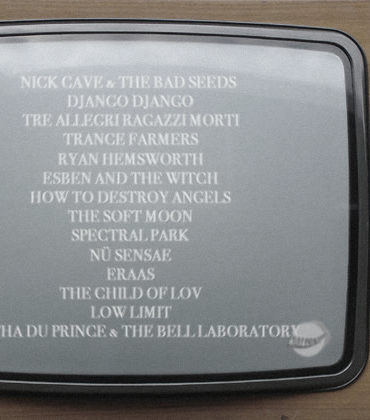 NICK CAVE & THE BAD SEEDS
DJANGO DJANGO
TRE ALLEGRI RAGAZZI MORTI
TRANCE FARMERS
RYAN HEMSWORTH
ESBEN AND THE WITCH
HOW TO DESTROY ANGELS
THE SOFT MOON
SPECTRAL PARK
NÜ SENSAE
ERAAS
THE CHILD OF LOV
LOW LIMIT
THA DU PRINCE & THE BELL LABORATORY